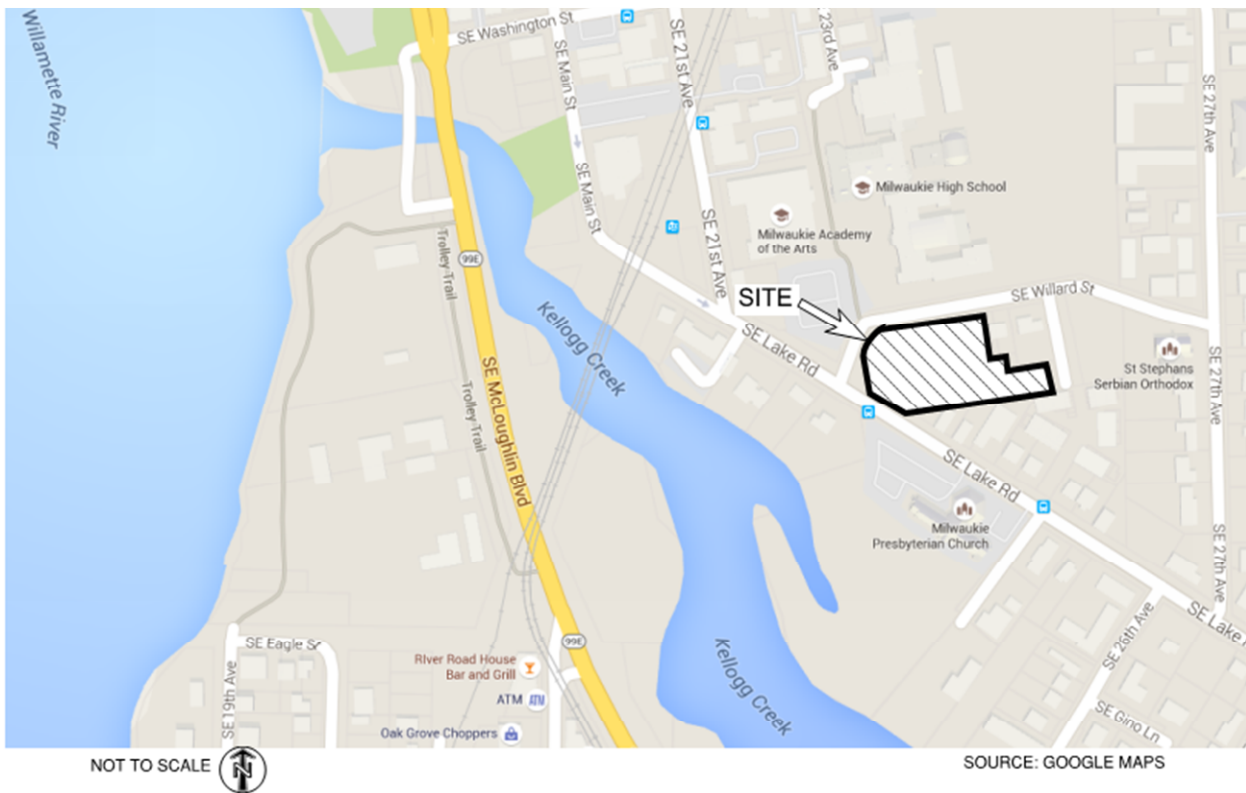 Willamette River
SE Washington St
SE Main St
SE 21st Ave
23rd Ave
SE 27th Ave
Milwaukie High School
SE Main St
Milwaukie Academy
of the Arts
SE 21st Ave
Trolley Trail
99E
SITE
SE Willard St
Kellogg Creek
SE Lake Rd
St Stephans
Serbian Orthodox
SE 27th Ave
SE McLoughlin Blvd
Trolley Trail
SE Lake Rd
Milwaukie
Presbyterian Church
SE 27th Ave
SE Lake
SE 26th Ave
SE Eagle St
99E
River Road House
Bar and Grill
Kellogg Creek
SE 19th Ave
ATM ATM
SE Gino Ln
Oak Grove Choppers
NOT TO SCALE N
SOURCE: GOOGLE MAPS